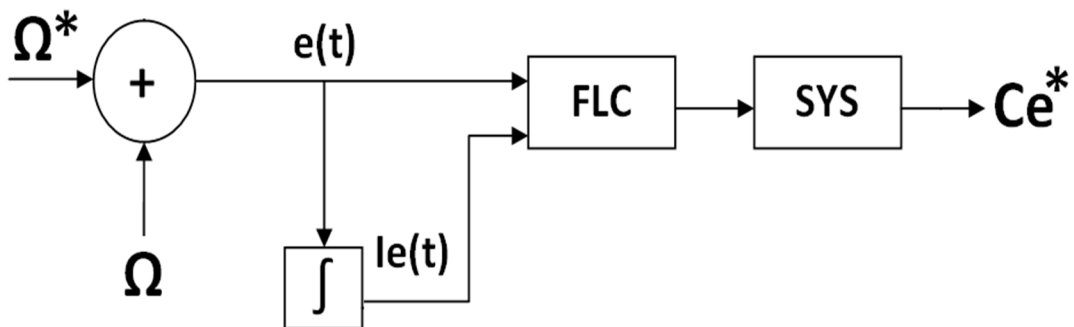 Ω*
+
e(t)
FLC
SYS
Ce*
Ω
∫
Ie(t)